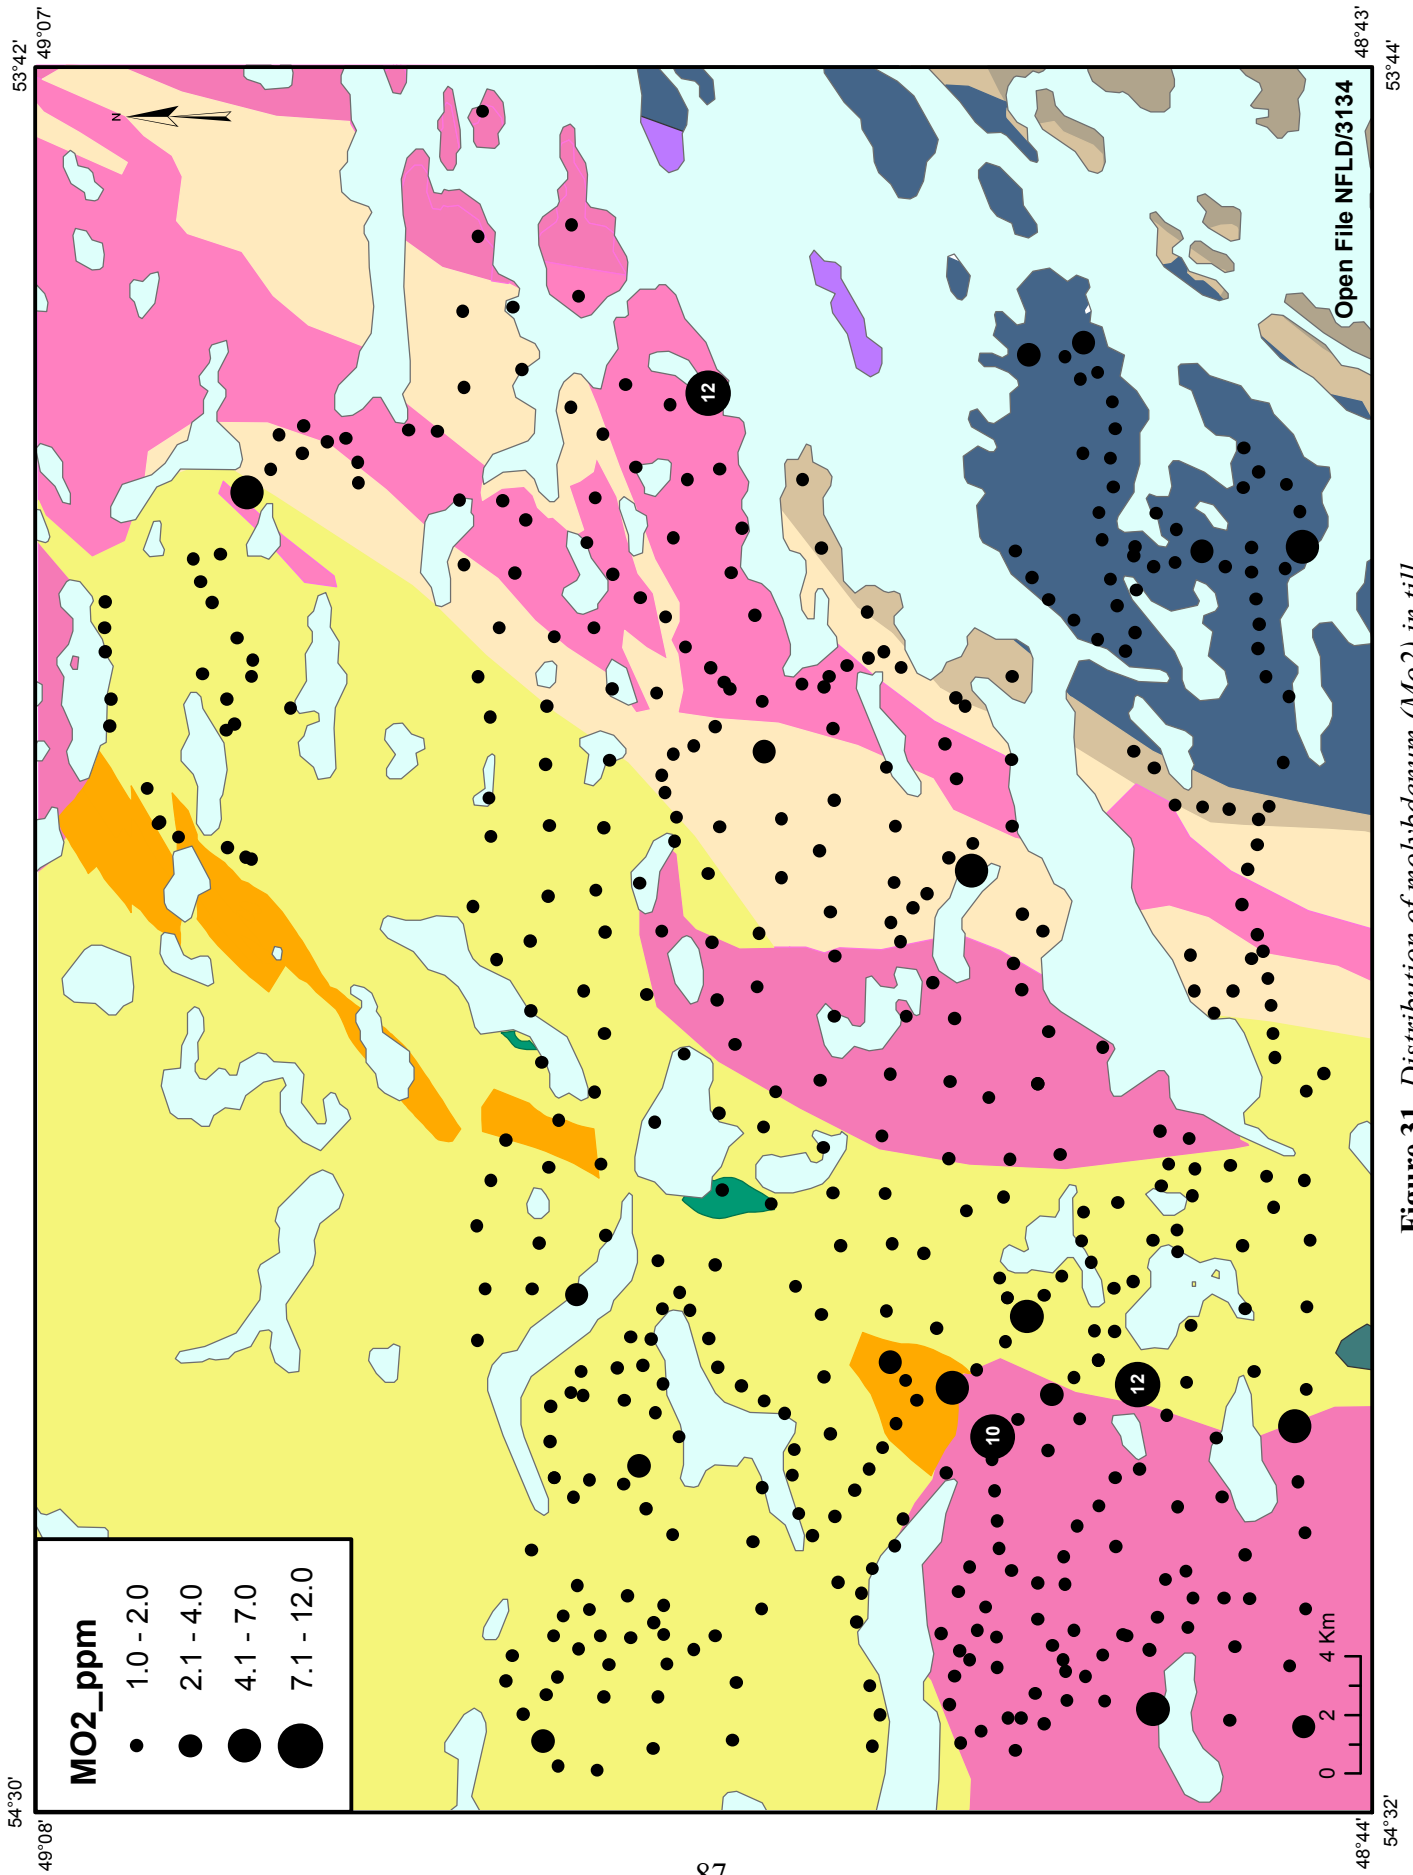 54°30'
49°08'
53°42'
49°07'
N
MO2_ppm
1.0 - 2.0
2.1 - 4.0
4.1 - 7.0
7.1 - 12.0
12
10
12
0 2 4 Km
Open File NFLD/3134
48°44'
54°32'
48°43'
53°44'
Figure 31. Distribution of molybdenum (Mo2) in till.
87